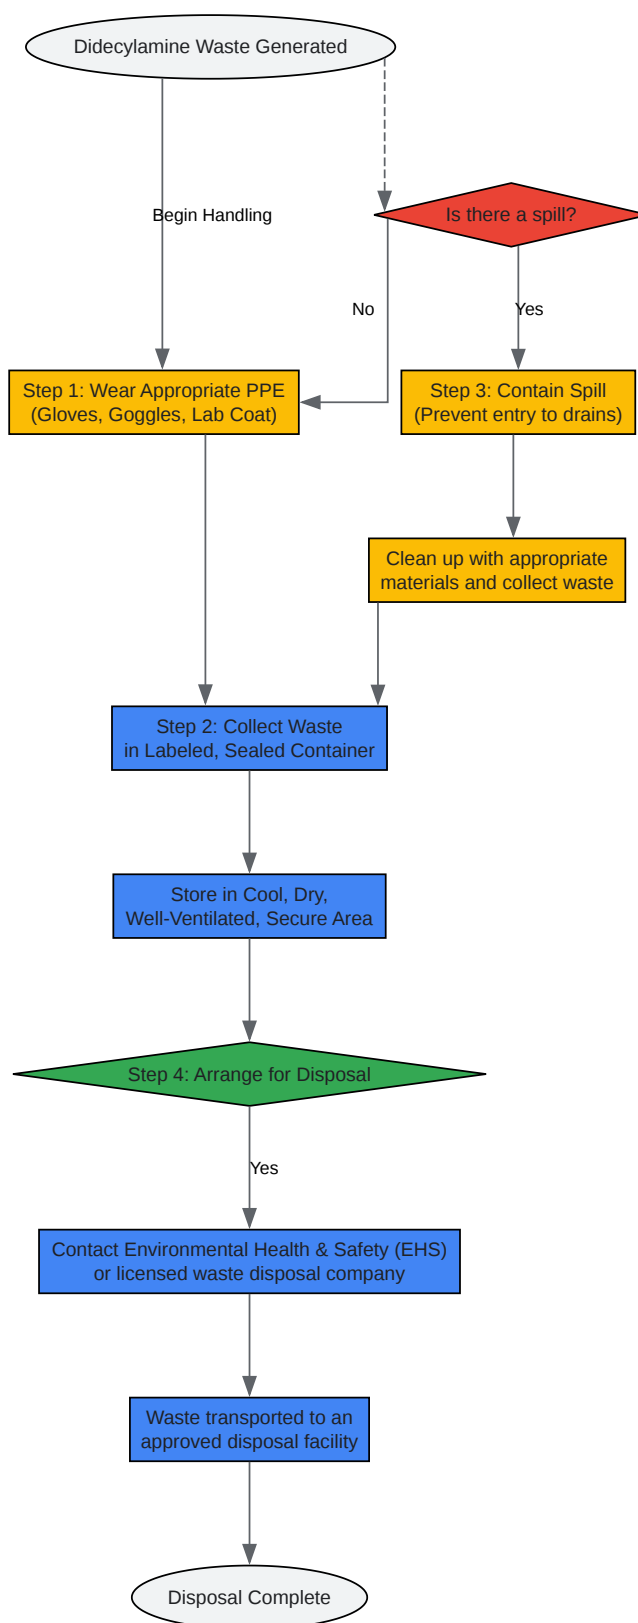 Didecylamine Waste Generated
Begin Handling
Is there a spill?
No
Yes
Step 1: Wear Appropriate PPE
(Gloves, Goggles, Lab Coat)
Step 3: Contain Spill
(Prevent entry to drains)
Clean up with appropriate
materials and collect waste
Step 2: Collect Waste
in Labeled, Sealed Container
Store in Cool, Dry,
Well-Ventilated, Secure Area
Step 4: Arrange for Disposal
Yes
Contact Environmental Health & Safety (EHS)
or licensed waste disposal company
Waste transported to an
approved disposal facility
Disposal Complete